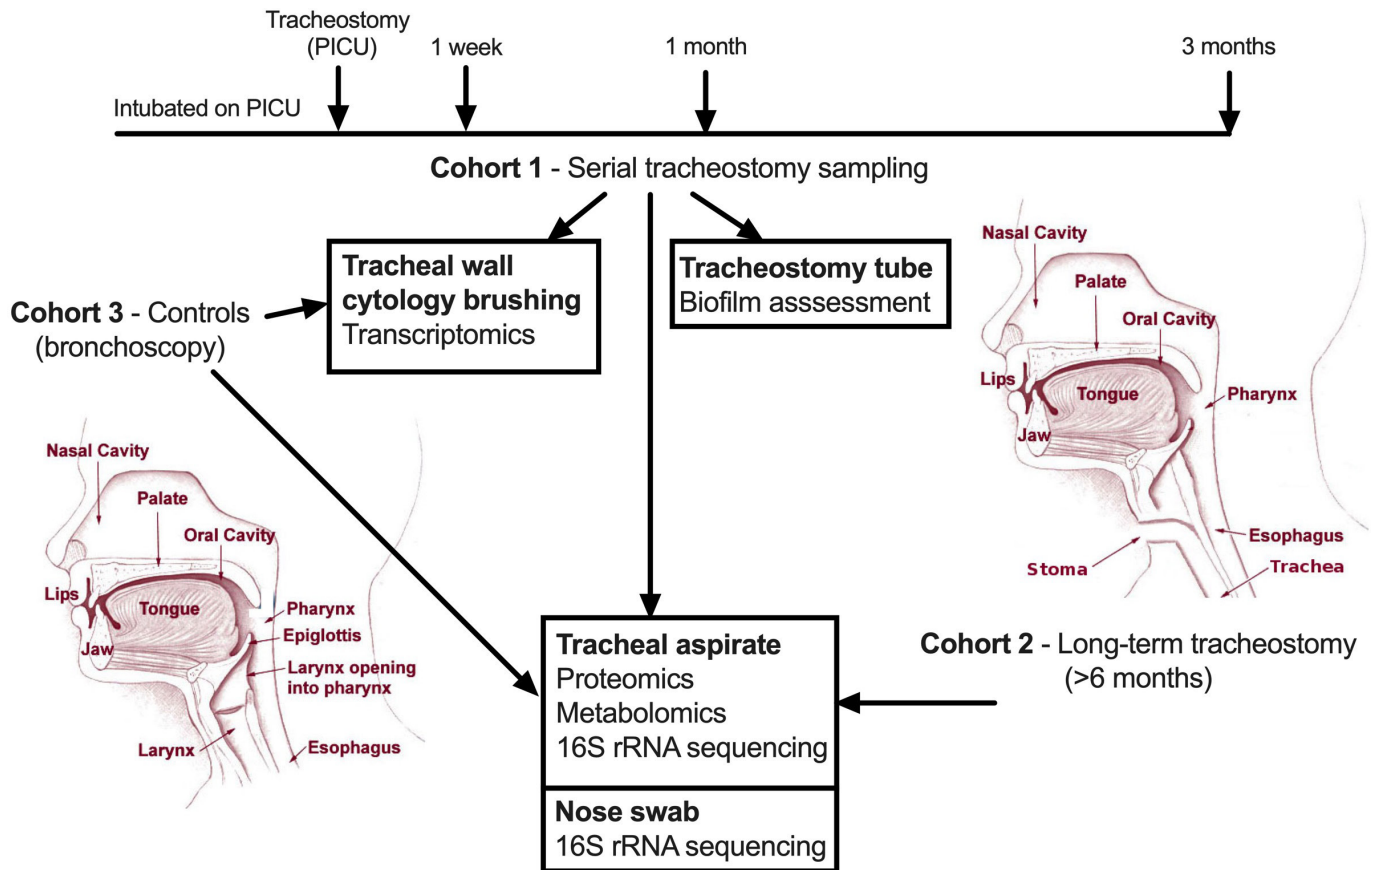 Tracheostomy
(PICU)
1 week
1 month
3 months
Intubated on PICU
Cohort 1 - Serial tracheostomy sampling
Tracheal wall
cytology brushing
Transcriptomics
Tracheostomy tube
Biofilm asssessment
Cohort 3 - Controls
(bronchoscopy)
Nasal Cavity
Palate
Oral Cavity
Lips
Tongue
Pharynx
Jaw
Esophagus
Stoma
Trachea
Nasal Cavity
Palate
Oral Cavity
Lips
Tongue
Pharynx
Epiglottis
Jaw
Larynx opening
into pharynx
Larynx
Esophagus
Tracheal aspirate
Proteomics
Metabolomics
16S rRNA sequencing
Nose swab
16S rRNA sequencing
Cohort 2 - Long-term tracheostomy
(>6 months)